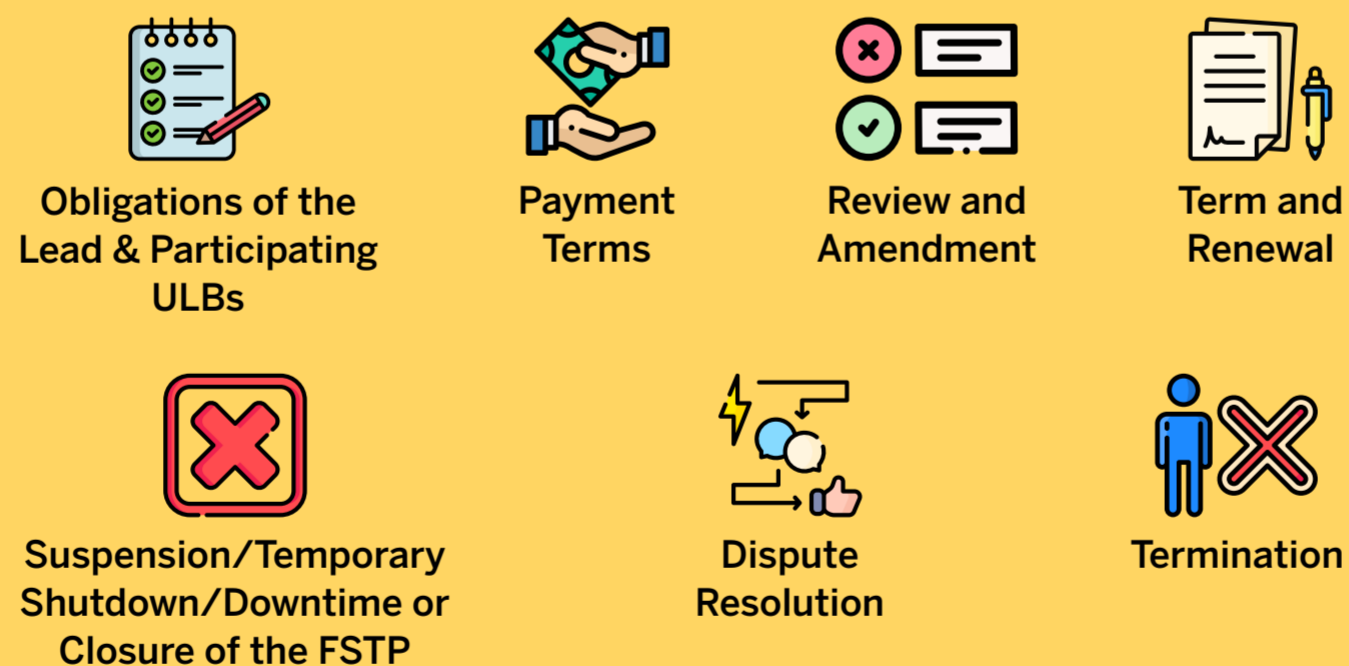 Obligations of the
Lead & Participating
ULBs
Payment
Terms
Review and
Amendment
Term and
Renewal
Suspension/Temporary
Shutdown/Downtime or
Closure of the FSTP
Dispute
Resolution
Termination